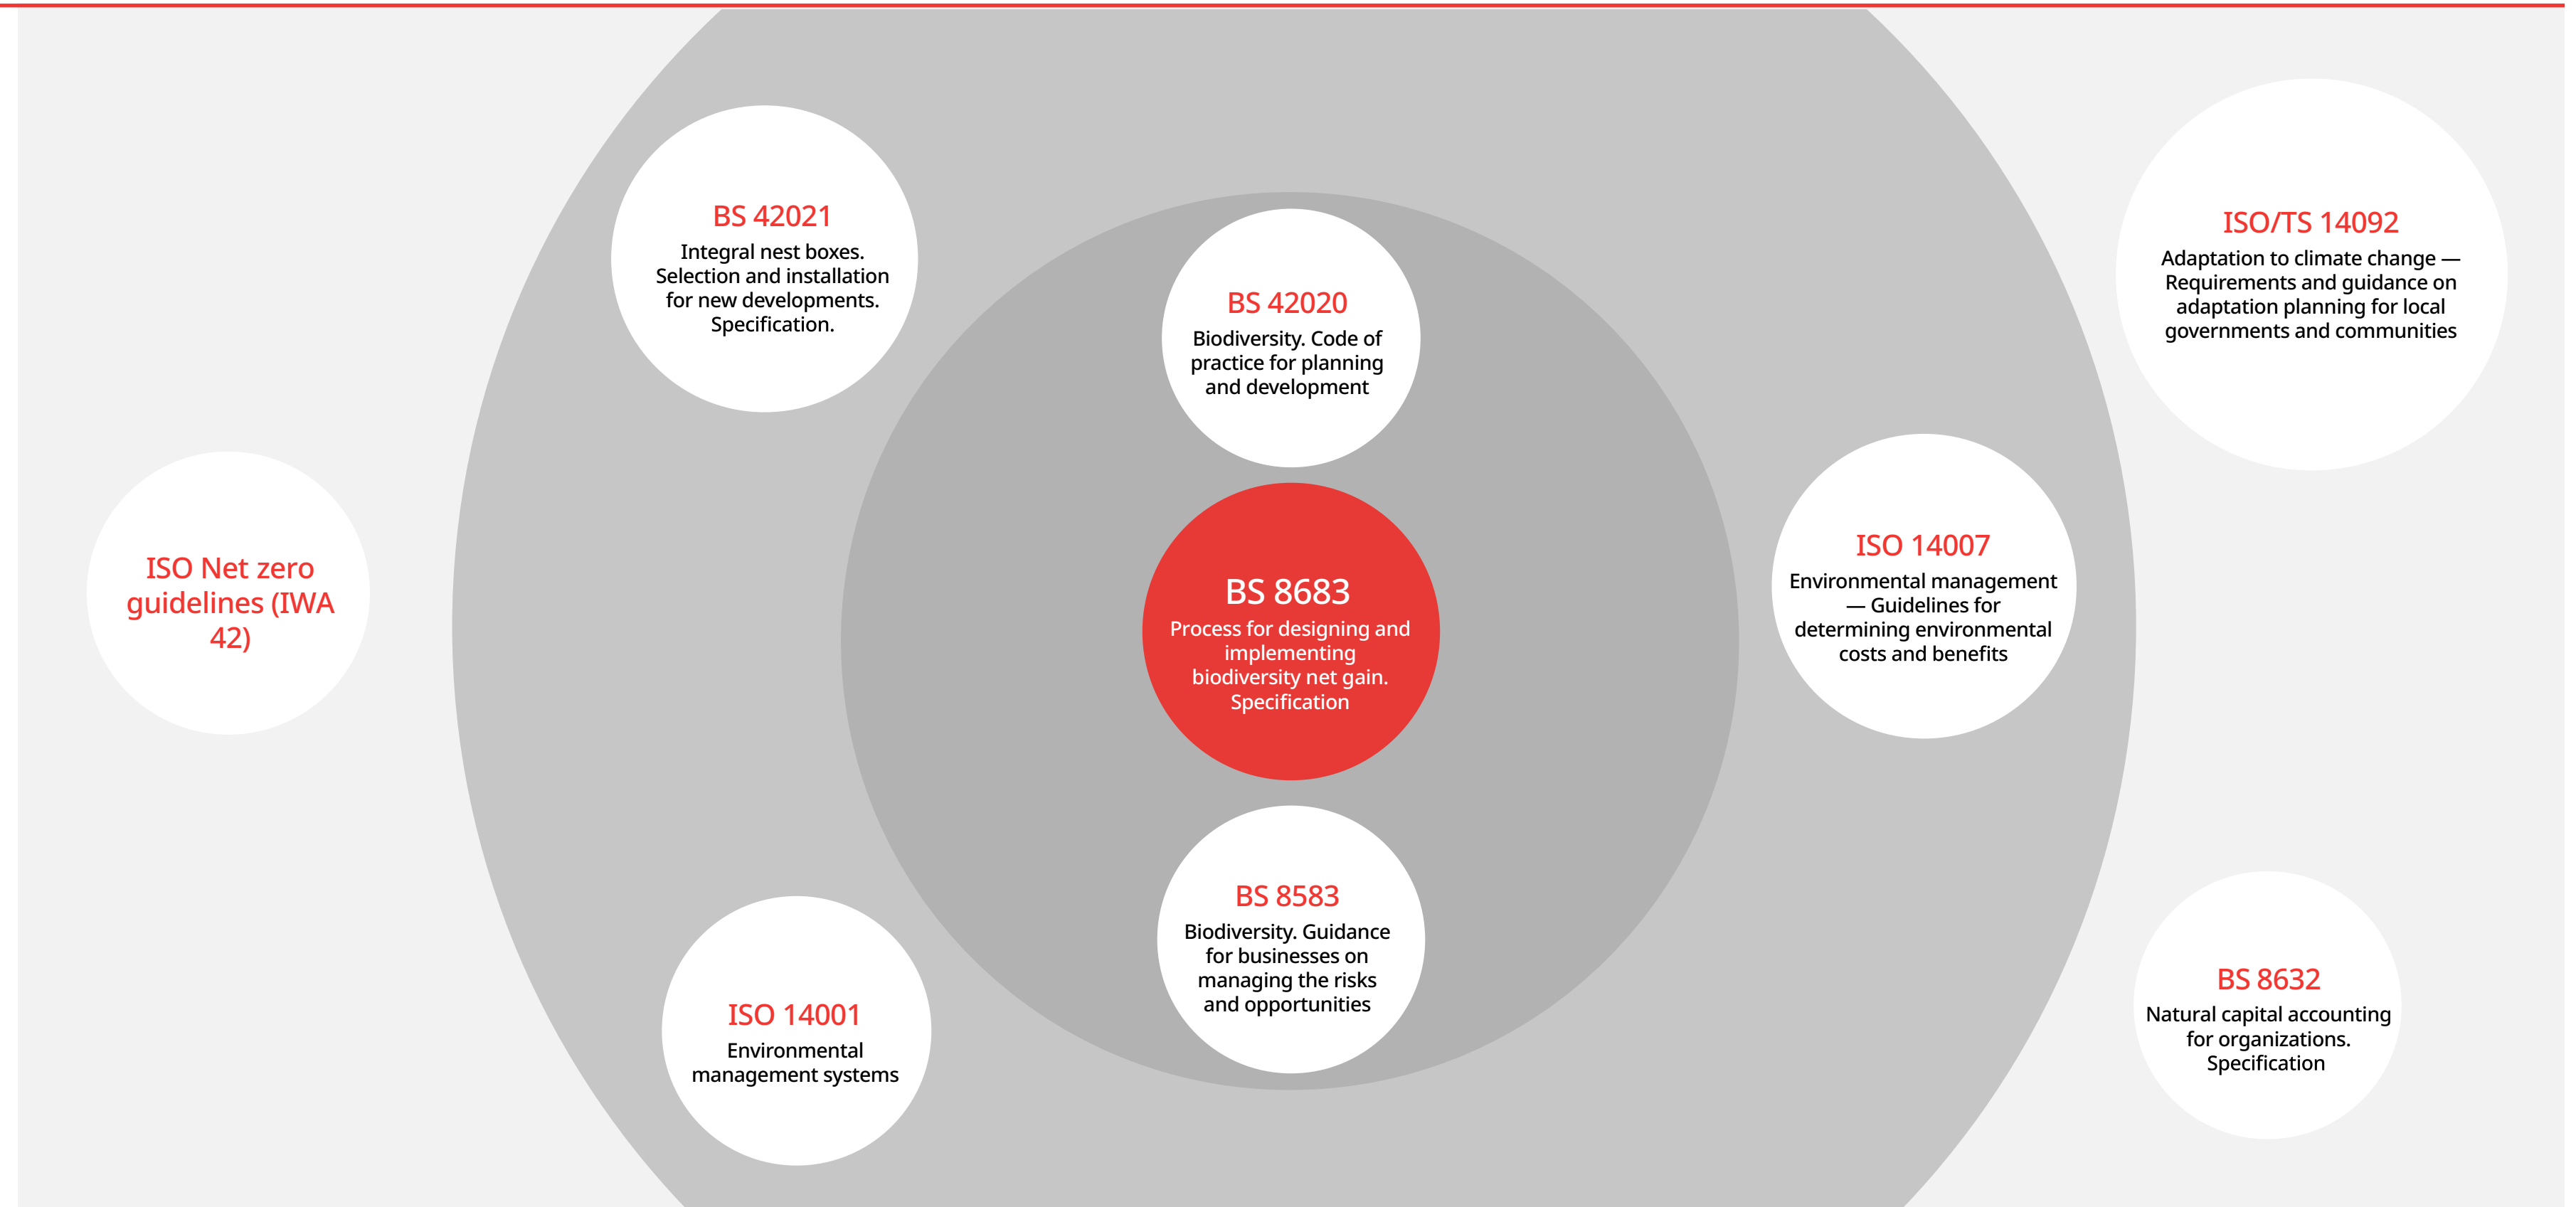 BS 42021
Integral nest boxes.
Selection and installation
for new developments.
Specification.
BS 42020
Biodiversity. Code of
practice for planning
and development
ISO/TS 14092
Adaptation to climate change —
Requirements and guidance on
adaptation planning for local
governments and communities
ISO Net zero
guidelines (IWA
42)
BS 8683
Process for designing and
implementing
biodiversity net gain.
Specification
ISO 14007
Environmental management
— Guidelines for
determining environmental
costs and benefits
ISO 14001
Environmental
management systems
BS 8583
Biodiversity. Guidance
for businesses on
managing the risks
and opportunities
BS 8632
Natural capital accounting
for organizations.
Specification